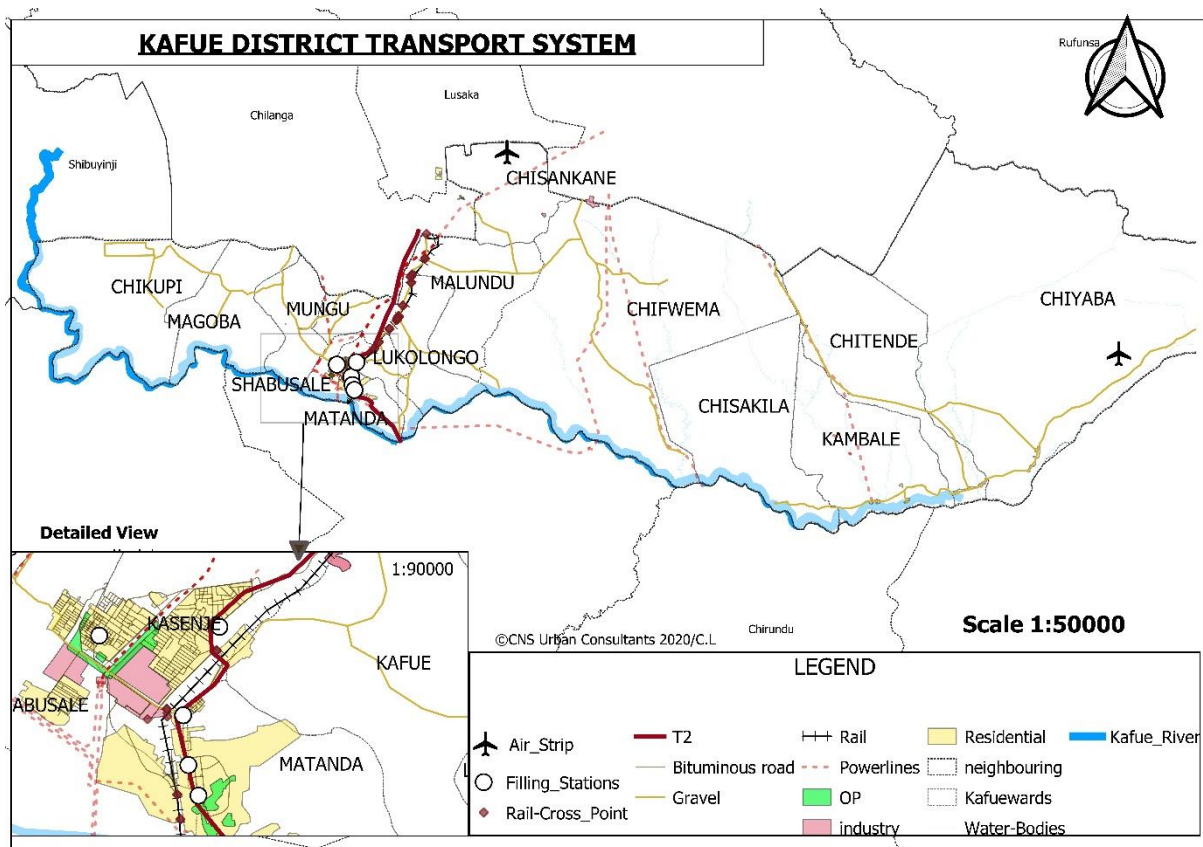 KAFUE DISTRICT TRANSPORT SYSTEM
Rufunsa
Lusaka
Chilanga
Shibuyinji
CHISANKANE
CHIKUPI
MALUNDU
MUNGU
MAGOBA
CHIFWEMA
CHIYABA
CHITENDE
LUKOLONGO
SHABUSALE
CHISAKILA
MATANDA
KAMBALE
Detailed View
1:90000
KASENJE
KAFUE
ABUSALE
MATANDA
©CNS Urban Consultants 2020/C.L
Chirundu
Scale 1:50000
LEGEND
Air_Strip
Filling_Stations
Rail-Cross_Point
T2
Bituminous road
Gravel
Rail
Powerlines
OP
industry
Residential
neighbouring
Kafuewards
Water-Bodies
Kafue_River